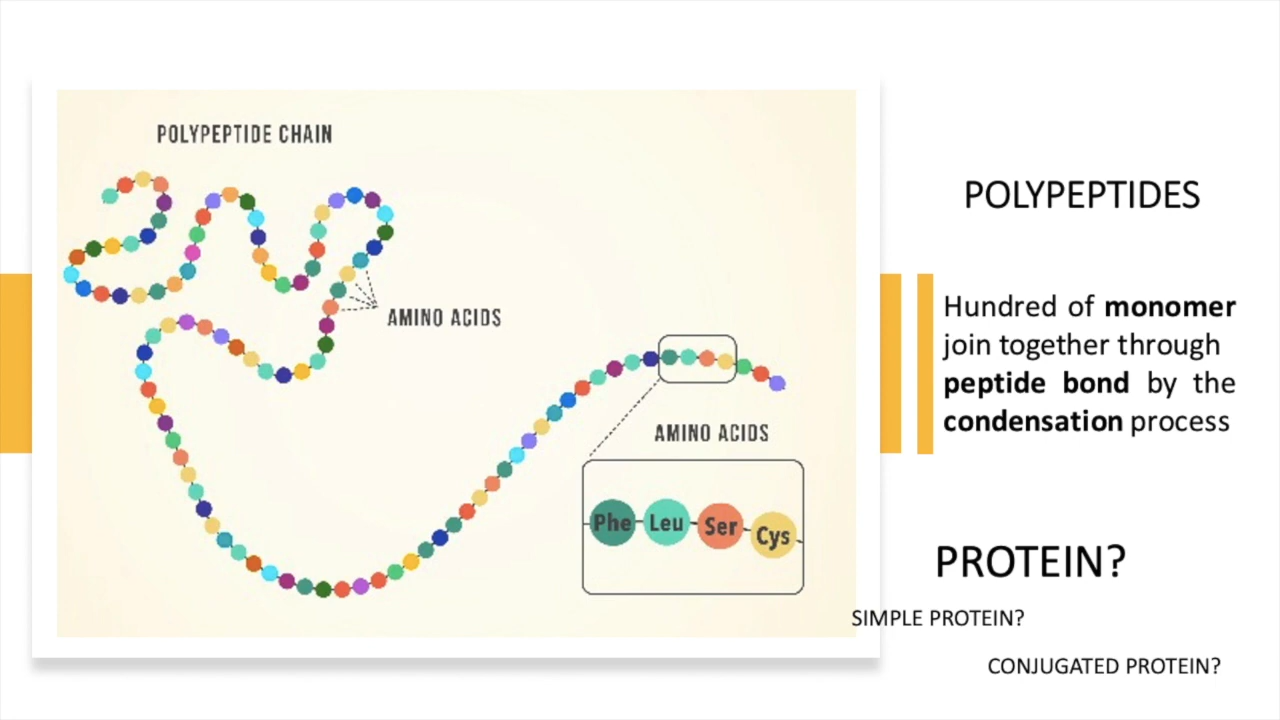 POLYPEPTIDE CHAIN
AMINO ACIDS
AMINO ACIDS
Phe Leu Ser Cys
POLYPEPTIDES
Hundred of monomer
join together through
peptide bond by the
condensation process
PROTEIN?
SIMPLE PROTEIN?
CONJUGATED PROTEIN?